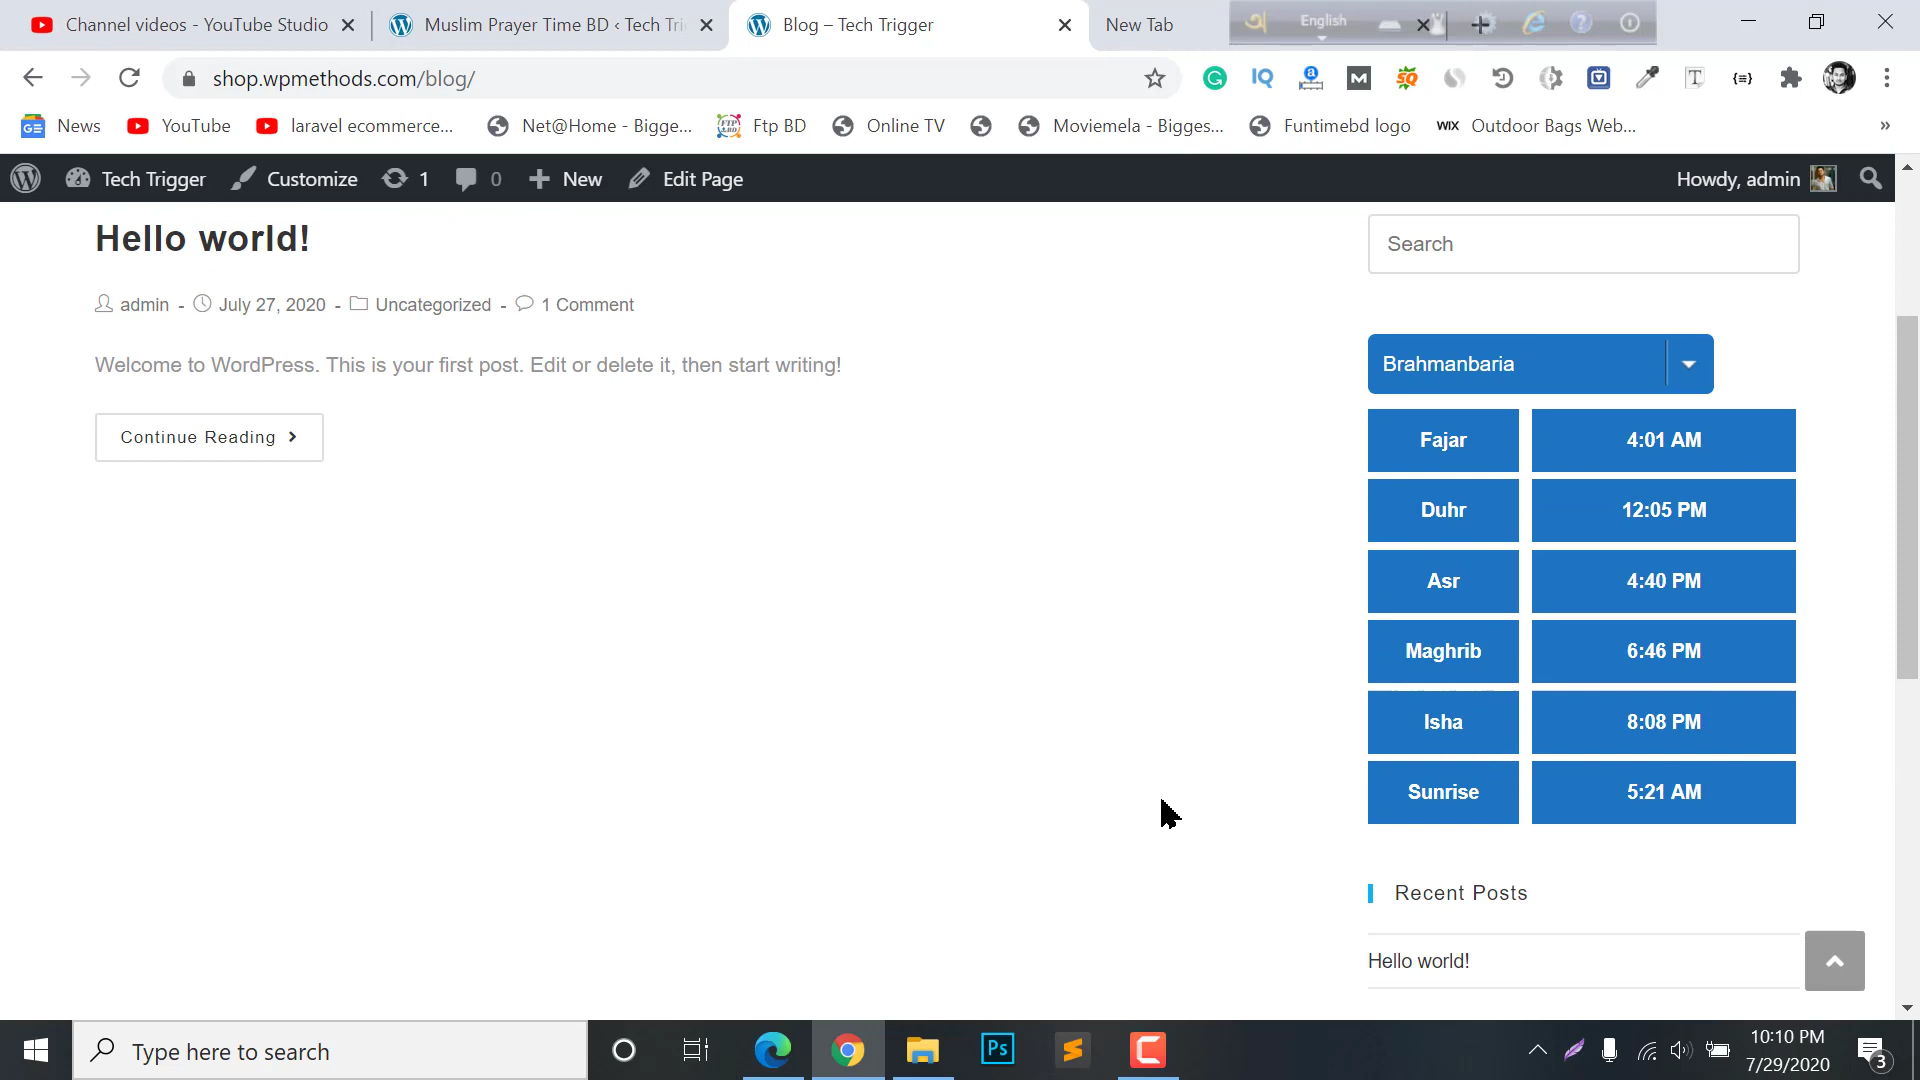 Channel videos - YouTube Studio
Muslim Prayer Time BD ‹ Tech Tri
Blog – Tech Trigger
New Tab
English
shop.wpmethods.com/blog/
News
YouTube
laravel ecommerce...
Net@Home - Bigge...
Ftp BD
Online TV
Moviemela - Bigges...
Funtimebd logo
WIX
Outdoor Bags Web...
»
Tech Trigger
Customize
1
0
New
Edit Page
Howdy, admin
Hello world!
admin - July 27, 2020 - Uncategorized - 1 Comment
Welcome to WordPress. This is your first post. Edit or delete it, then start writing!
Continue Reading
Search
Brahmanbaria
Fajar 4:01 AM
Duhr 12:05 PM
Asr 4:40 PM
Maghrib 6:46 PM
Isha 8:08 PM
Sunrise 5:21 AM
Recent Posts
Hello world!
Type here to search
Ps
10:10 PM
7/29/2020
3